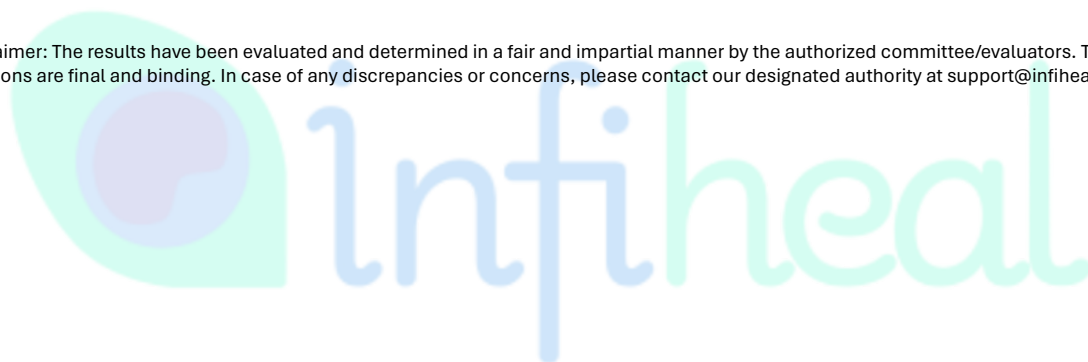 aimer: The results have been evaluated and determined in a fair and impartial manner by the authorized committee/evaluators. T
ons are final and binding. In case of any discrepancies or concerns, please contact our designated authority at support@infihea
infiheal